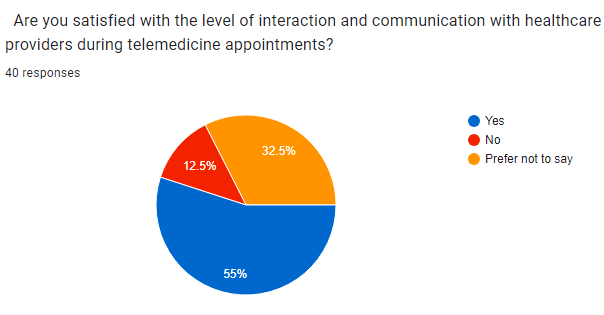 Are you satisfied with the level of interaction and communication with healthcare
providers during telemedicine appointments?
40 responses
Yes
No
Prefer not to say
32.5%
12.5%
55%